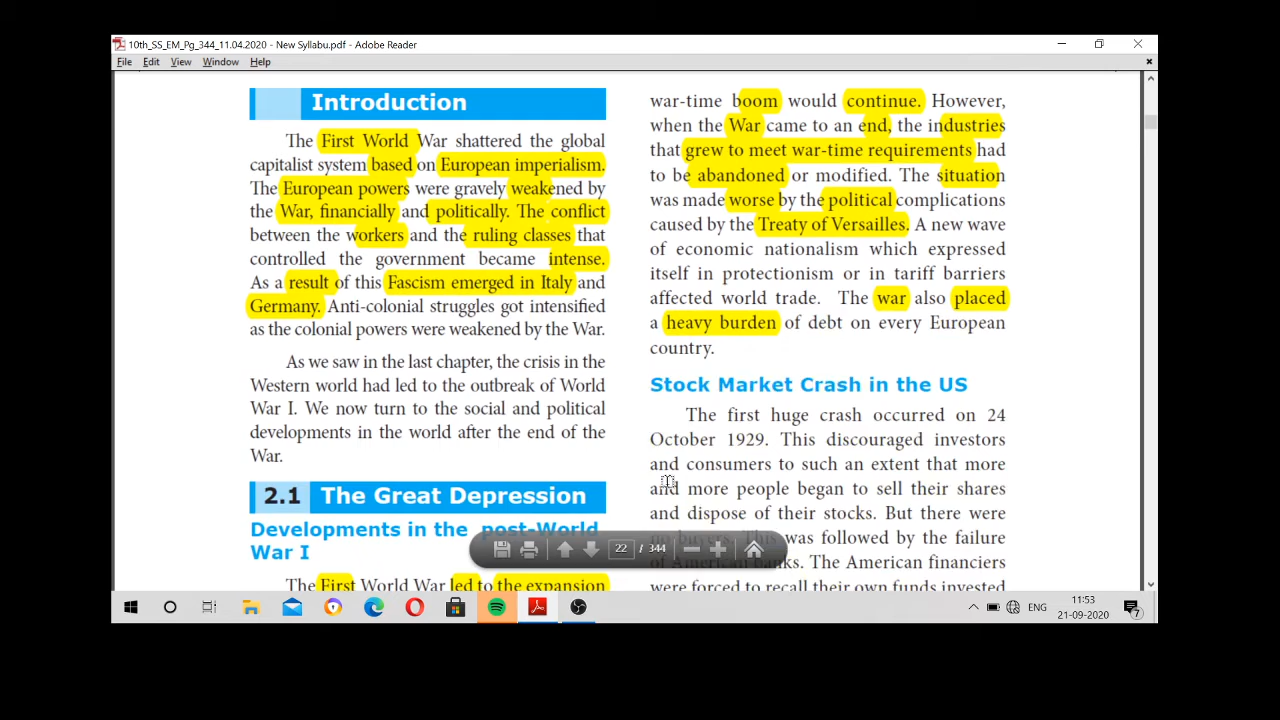 10th_SS_EM_Pg_344_11.04.2020 - New Syllabu.pdf - Adobe Reader
File Edit View Window Help
Introduction
The First World War shattered the global
capitalist system based on European imperialism.
The European powers were gravely weakened by
the War, financially and politically. The conflict
between the workers and the ruling classes that
controlled the government became intense.
As a result of this Fascism emerged in Italy and
Germany. Anti-colonial struggles got intensified
as the colonial powers were weakened by the War.
As we saw in the last chapter, the crisis in the
Western world had led to the outbreak of World
War I. We now turn to the social and political
developments in the world after the end of the
War.
2.1 The Great Depression
Developments in the post-World
War I
The First World War led to the expansion
war-time boom would continue. However,
when the War came to an end, the industries
that grew to meet war-time requirements had
to be abandoned or modified. The situation
was made worse by the political complications
caused by the Treaty of Versailles. A new wave
of economic nationalism which expressed
itself in protectionism or in tariff barriers
affected world trade. The war also placed
a heavy burden of debt on every European
country.
Stock Market Crash in the US
The first huge crash occurred on 24
October 1929. This discouraged investors
and consumers to such an extent that more
and more people began to sell their shares
and dispose of their stocks. But there were
no buyers. This was followed by the failure
of American banks. The American financiers
were forced to recall their own funds invested
22 / 344
ENG
11:53
21-09-2020
7